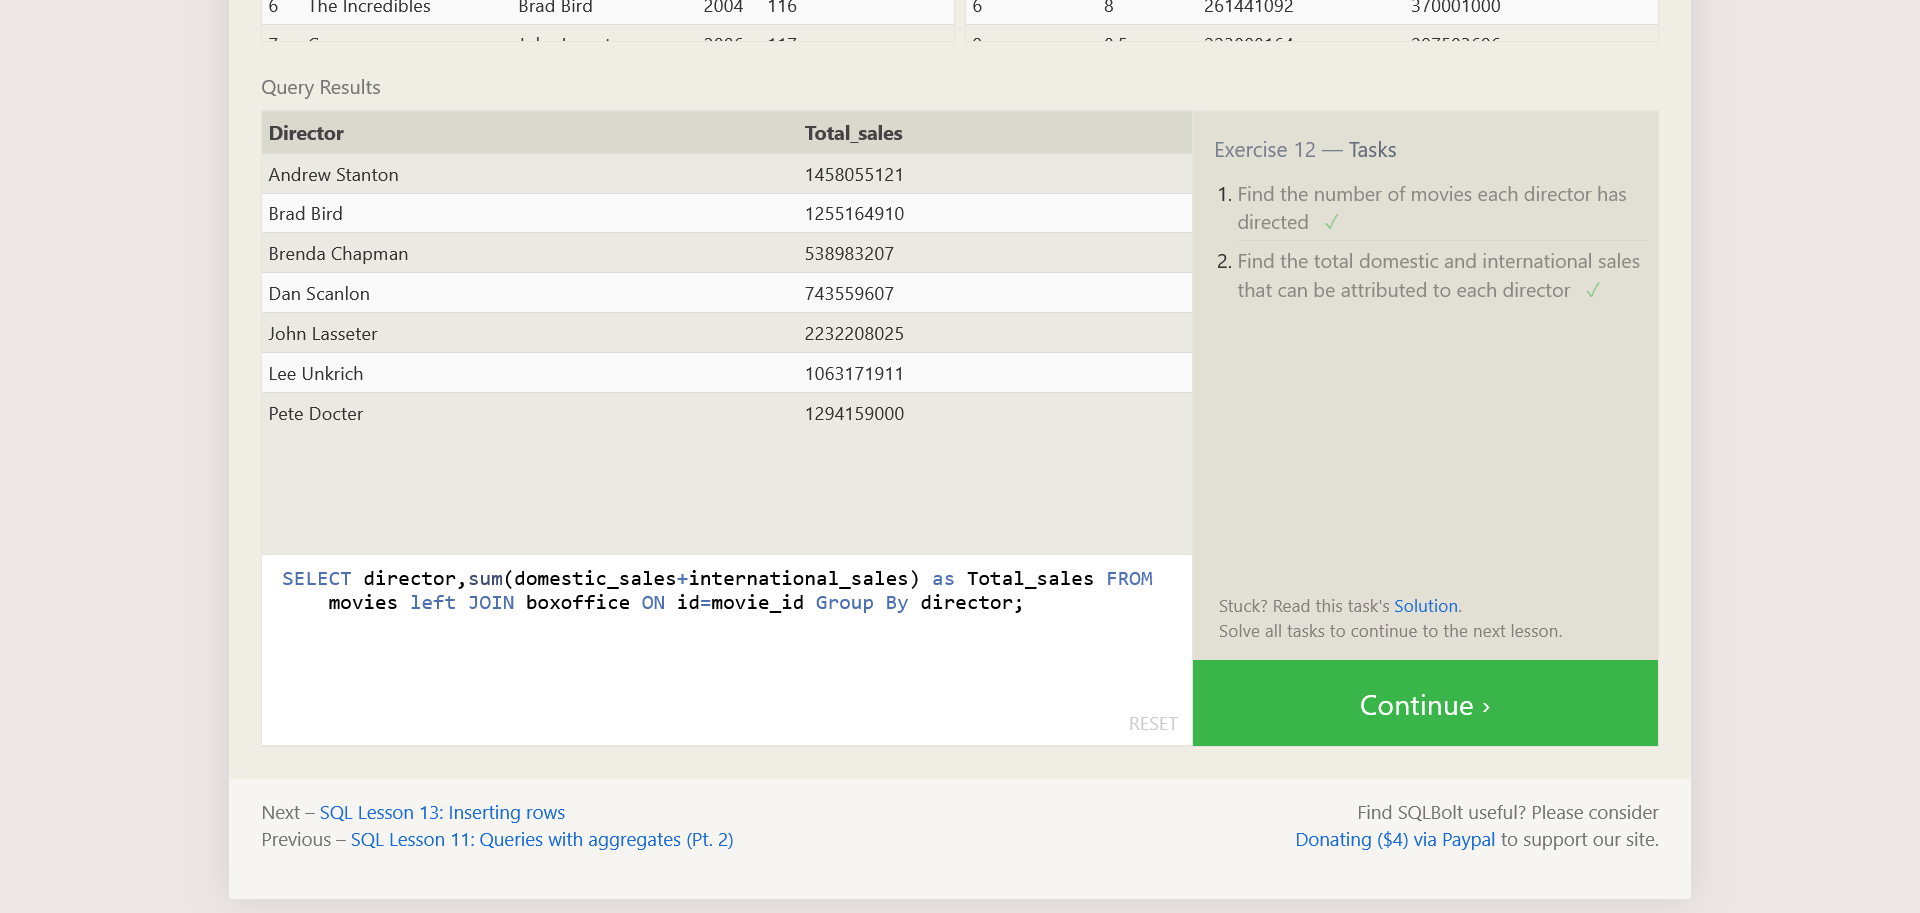 6 The Incredibles Brad Bird 2004 116 6 8 261441092 370001000
Query Results
Director Total_sales
Andrew Stanton 1458055121
Brad Bird 1255164910
Brenda Chapman 538983207
Dan Scanlon 743559607
John Lasseter 2232208025
Lee Unkrich 1063171911
Pete Docter 1294159000
SELECT director,sum(domestic_sales+international_sales) as Total_sales FROM
movies left JOIN boxoffice ON id=movie_id Group By director;
RESET
Exercise 12 — Tasks
1. Find the number of movies each director has
directed ✓
2. Find the total domestic and international sales
that can be attributed to each director ✓
Stuck? Read this task's Solution.
Solve all tasks to continue to the next lesson.
Continue ›
Next – SQL Lesson 13: Inserting rows
Previous – SQL Lesson 11: Queries with aggregates (Pt. 2)
Find SQLBolt useful? Please consider
Donating ($4) via Paypal to support our site.